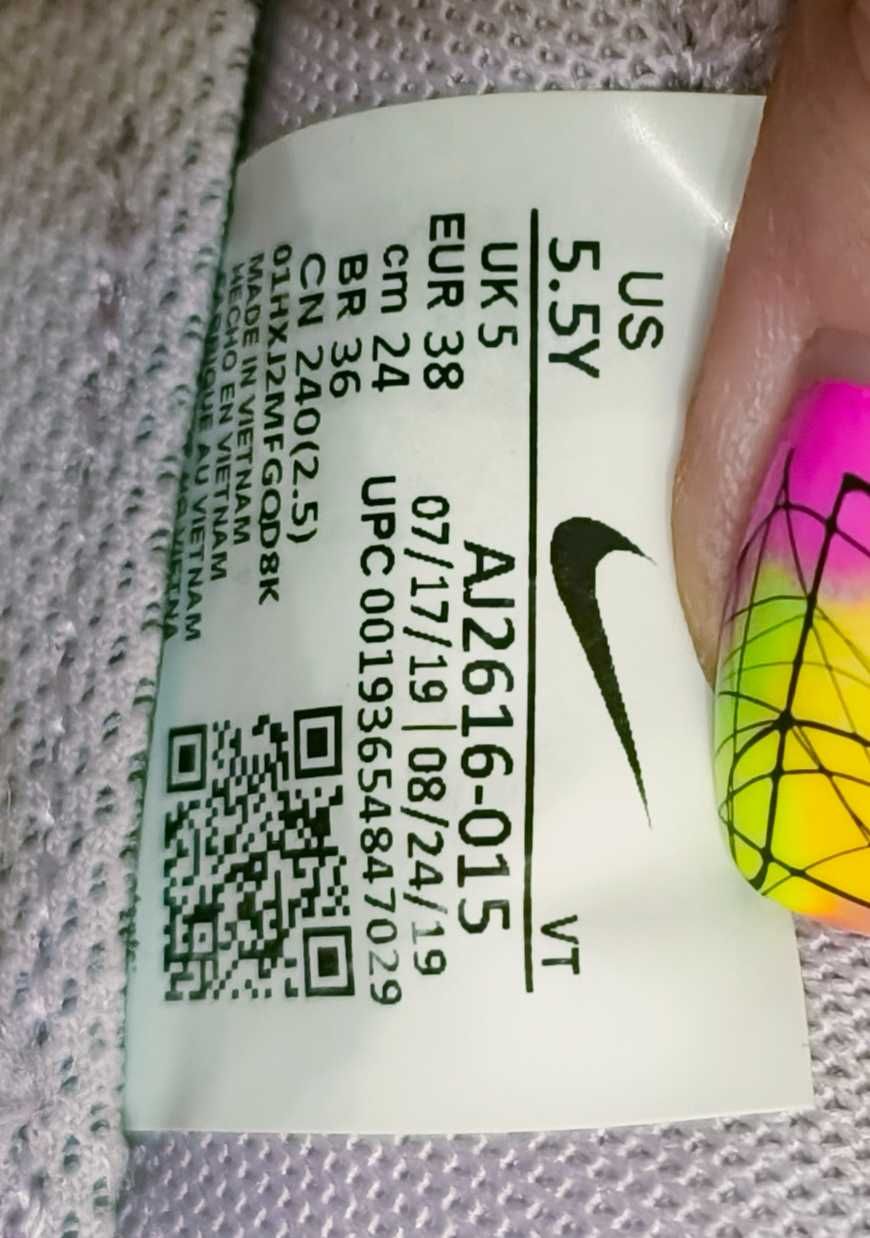 US
5.5Y
VT
UK 5
EUR 38
cm 24
BR 36
CN 240(2.5)
AJ2616-015
07/17/19 | 08/24/19
UPC 00193654847029
01HXJ2MFGQD8K
MADE IN VIETNAM
HECHO EN VIETNAM
AU VIETNAM